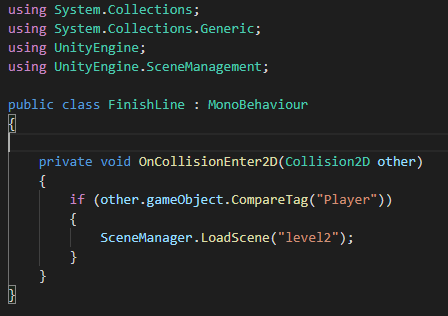 using System.Collections;
using System.Collections.Generic;
using UnityEngine;
using UnityEngine.SceneManagement;

public class FinishLine : MonoBehaviour
{

    private void OnCollisionEnter2D(Collision2D other)
    {
        if (other.gameObject.CompareTag("Player"))
        {
            SceneManager.LoadScene("level2");
        }
    }
}